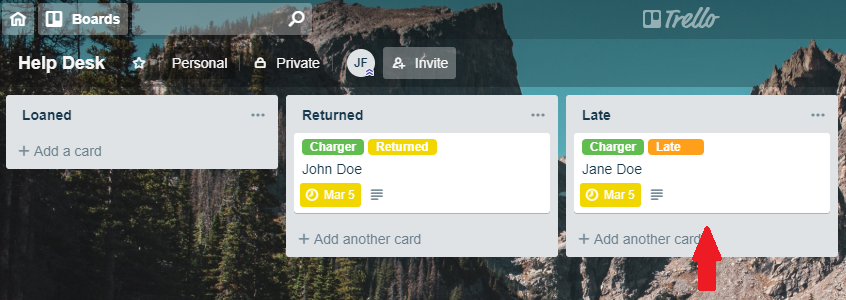 Boards
Trello
Help Desk
Personal
Private
JF
Invite
Loaned
+ Add a card
Returned
Charger Returned
John Doe
Mar 5
+ Add another card
Late
Charger Late
Jane Doe
Mar 5
+ Add another card